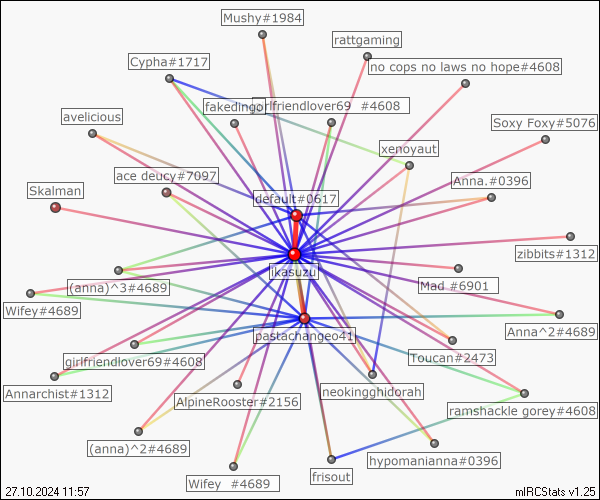 Mushy#1984
rattgaming
Cypha#1717
no cops no laws no hope#4608
fakedingo
girlfriendlover69 #4608
avelicious
Soxy Foxy#5076
xenoyaut
ace deucy#7097
Anna.#0396
Skalman
default#0617
zibbits#1312
ikasuzu
(anna)^3#4689
Mad #6901
Wifey#4689
Anna^2#4689
pastachangeo41
girlfriendlover69#4608
Toucan#2473
Annarchist#1312
AlpineRooster#2156
neokingghidorah
ramshackle gorey#4608
(anna)^2#4689
hypomanianna#0396
Wifey #4689
frisout
27.10.2024 11:57
mIRCStats v1.25